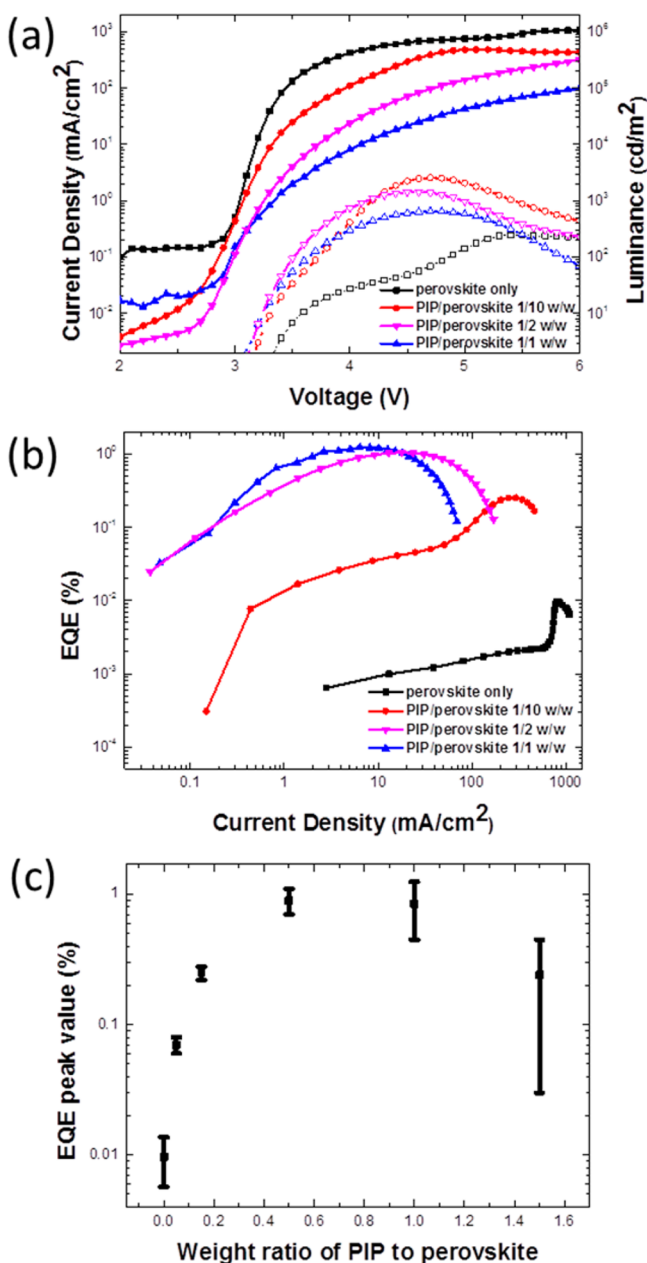 (a)
10³
10²
10¹
10⁰
10⁻¹
10⁻²
Current Density (mA/cm²)
10⁶
10⁵
10⁴
10³
10²
10¹
Luminance (cd/m²)
perovskite only
PIP/perovskite 1/10 w/w
PIP/perovskite 1/2 w/w
PIP/perovskite 1/1 w/w
2 3 4 5 6
Voltage (V)
(b)
10⁰
10⁻¹
10⁻²
10⁻³
10⁻⁴
EQE (%)
perovskite only
PIP/perovskite 1/10 w/w
PIP/perovskite 1/2 w/w
PIP/perovskite 1/1 w/w
0.1 1 10 100 1000
Current Density (mA/cm²)
(c)
1
0.1
0.01
EQE peak value (%)
0.0 0.2 0.4 0.6 0.8 1.0 1.2 1.4 1.6
Weight ratio of PIP to perovskite